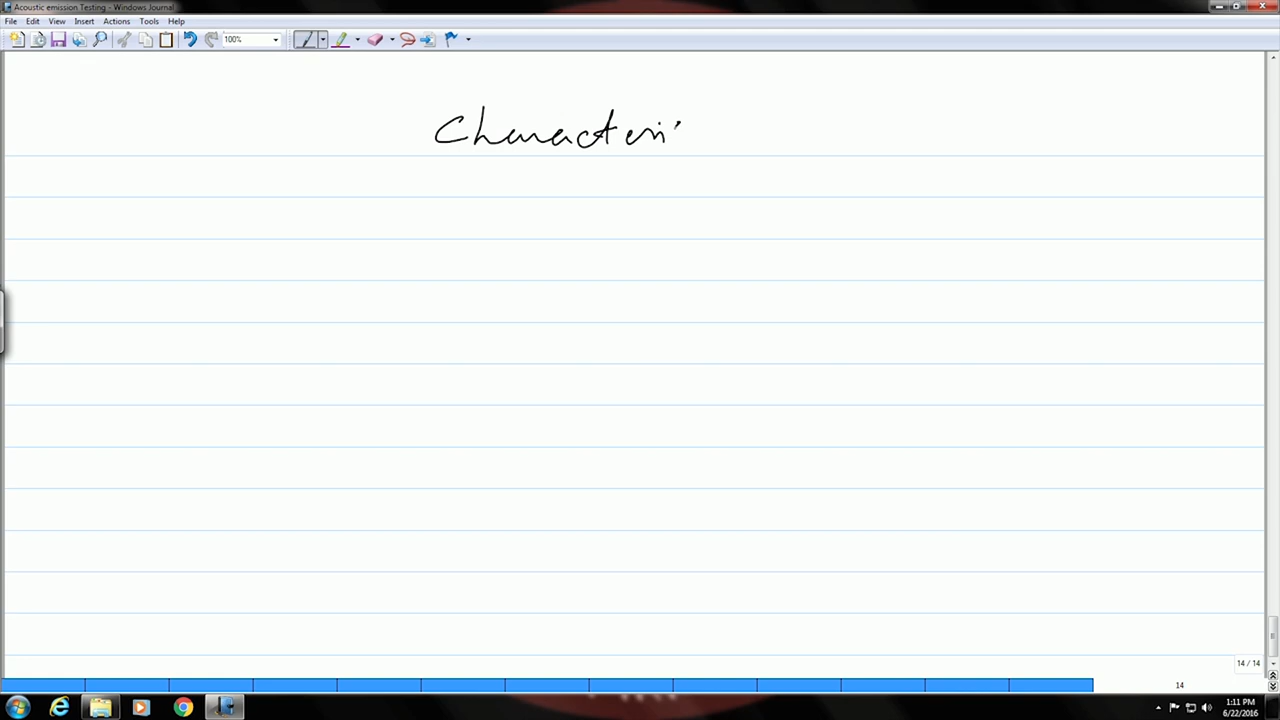 Acoustic emission Testing - Windows Journal
File Edit View Insert Actions Tools Help
100%
Characteri
14 / 14
14
1:11 PM
6/22/2016